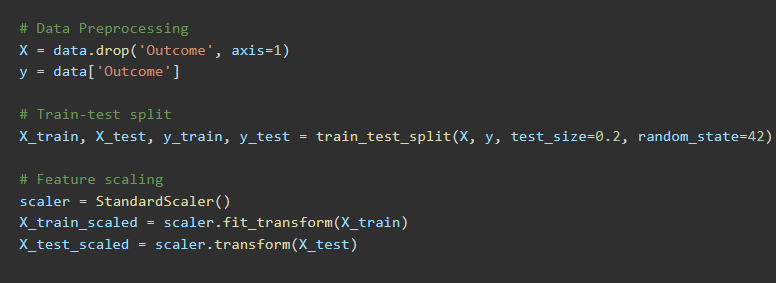 # Data Preprocessing
X = data.drop('Outcome', axis=1)
y = data['Outcome']
# Train-test split
X_train, X_test, y_train, y_test = train_test_split(X, y, test_size=0.2, random_state=42)
# Feature scaling
scaler = StandardScaler()
X_train_scaled = scaler.fit_transform(X_train)
X_test_scaled = scaler.transform(X_test)